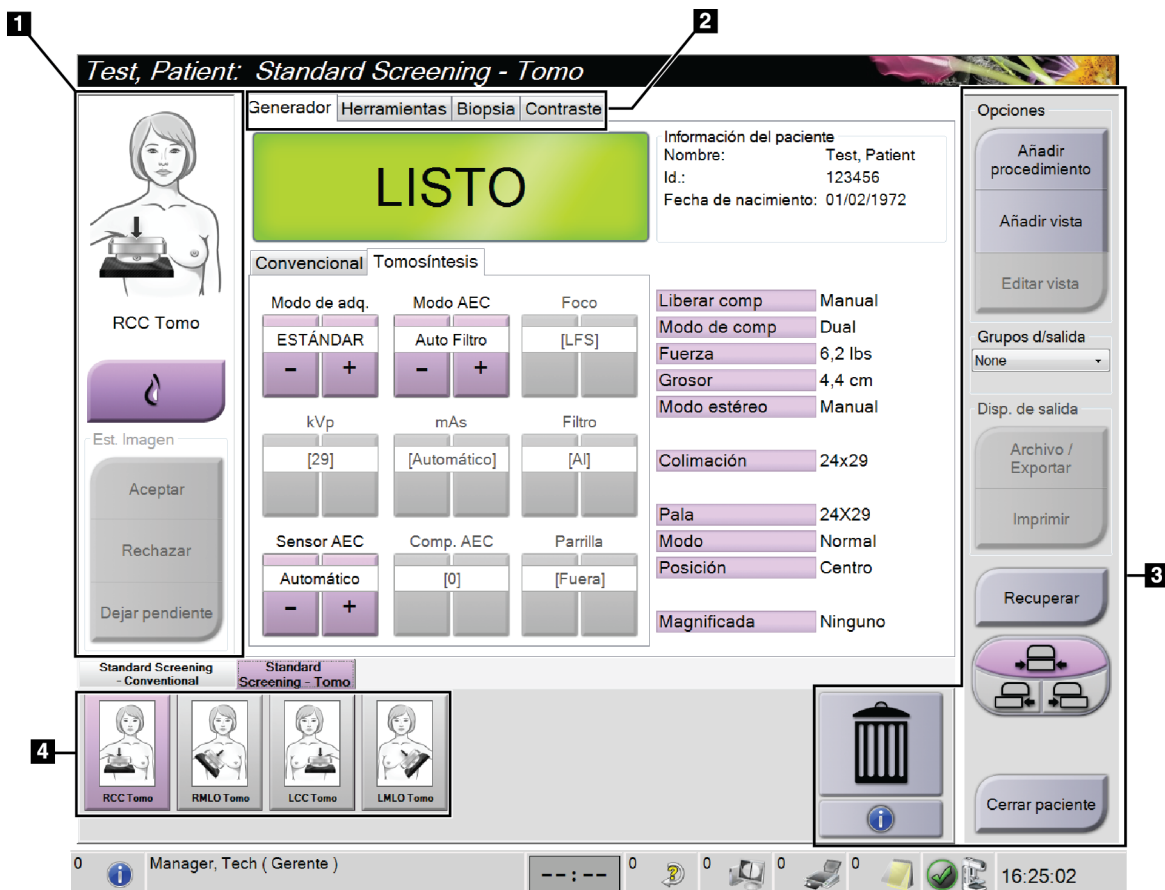 1
2
Test, Patient: Standard Screening - Tomo
Generador Herramientas Biopsia Contraste
RCC Tomo
Est. Imagen
Aceptar
Rechazar
Dejar pendiente
LISTO
Información del paciente
Nombre: Test, Patient
Id.: 123456
Fecha de nacimiento: 01/02/1972
Convencional Tomosíntesis
Modo de adq. Modo AEC Foco
ESTÁNDAR Auto Filtro [LFS]
- + - +
kVp mAs Filtro
[29] [Automático] [Al]
Sensor AEC Comp. AEC Parrilla
Automático [0] [Fuera]
- +
Liberar comp Manual
Modo de comp Dual
Fuerza 6,2 lbs
Grosor 4,4 cm
Modo estéreo Manual
Colimación 24x29
Pala 24X29
Modo Normal
Posición Centro
Magnificada Ninguno
Opciones
Añadir
procedimiento
Añadir vista
Editar vista
Grupos d/salida
None
Disp. de salida
Archivo /
Exportar
Imprimir
3
Recuperar
Cerrar paciente
Standard Screening
- Conventional
Standard
Screening - Tomo
4
RCC Tomo RMLO Tomo LCC Tomo LMLO Tomo
0 Manager, Tech ( Gerente ) --:-- 0 0 0 0 16:25:02